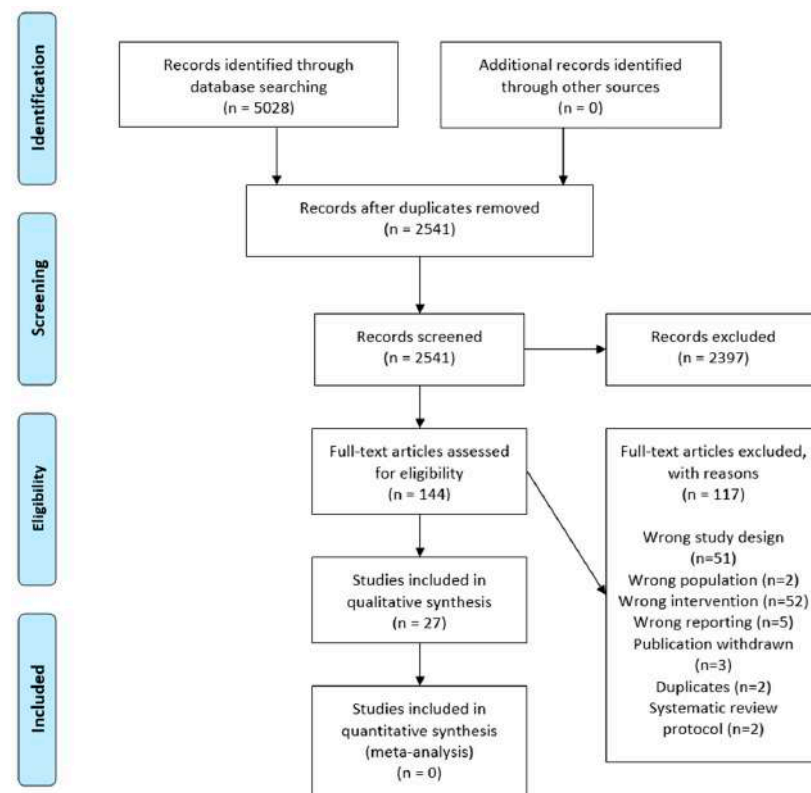 Identification
Records identified through
database searching
(n = 5028)
Additional records identified
through other sources
(n = 0)
Records after duplicates removed
(n = 2541)
Screening
Records screened
(n = 2541)
Records excluded
(n = 2397)
Eligibility
Full-text articles assessed
for eligibility
(n = 144)
Full-text articles excluded,
with reasons
(n = 117)
Wrong study design
(n=51)
Wrong population (n=2)
Wrong intervention (n=52)
Wrong reporting (n=5)
Publication withdrawn
(n=3)
Duplicates (n=2)
Systematic review
protocol (n=2)
Studies included in
qualitative synthesis
(n = 27)
Included
Studies included in
quantitative synthesis
(meta-analysis)
(n = 0)